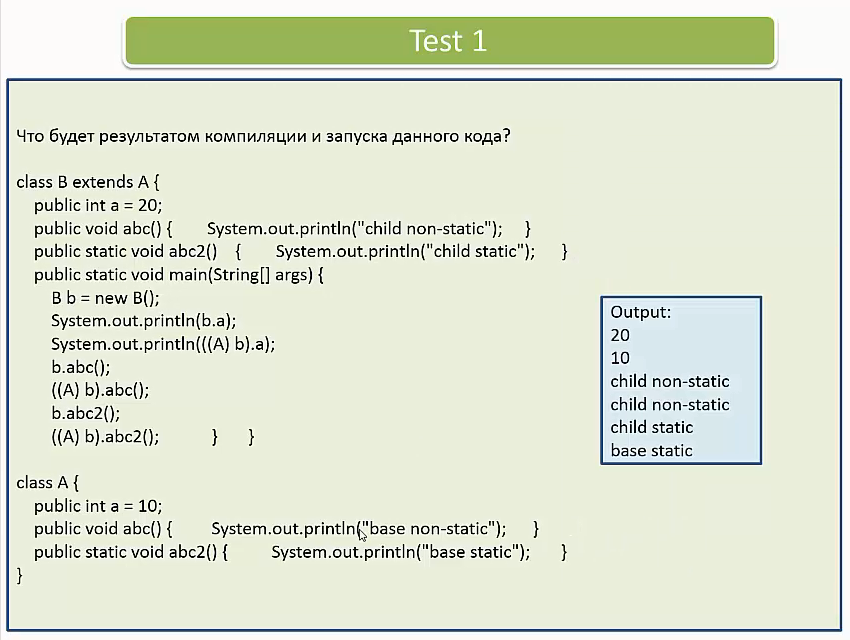 Test 1
Что будет результатом компиляции и запуска данного кода?
class B extends A {
public int a = 20;
public void abc() { System.out.println("child non-static"); }
public static void abc2() { System.out.println("child static"); }
public static void main(String[] args) {
B b = new B();
System.out.println(b.a);
System.out.println(((A) b).a);
b.abc();
((A) b).abc();
b.abc2();
((A) b).abc2(); } }
class A {
public int a = 10;
public void abc() { System.out.println("base non-static"); }
public static void abc2() { System.out.println("base static"); }
}
Output:
20
10
child non-static
child non-static
child static
base static